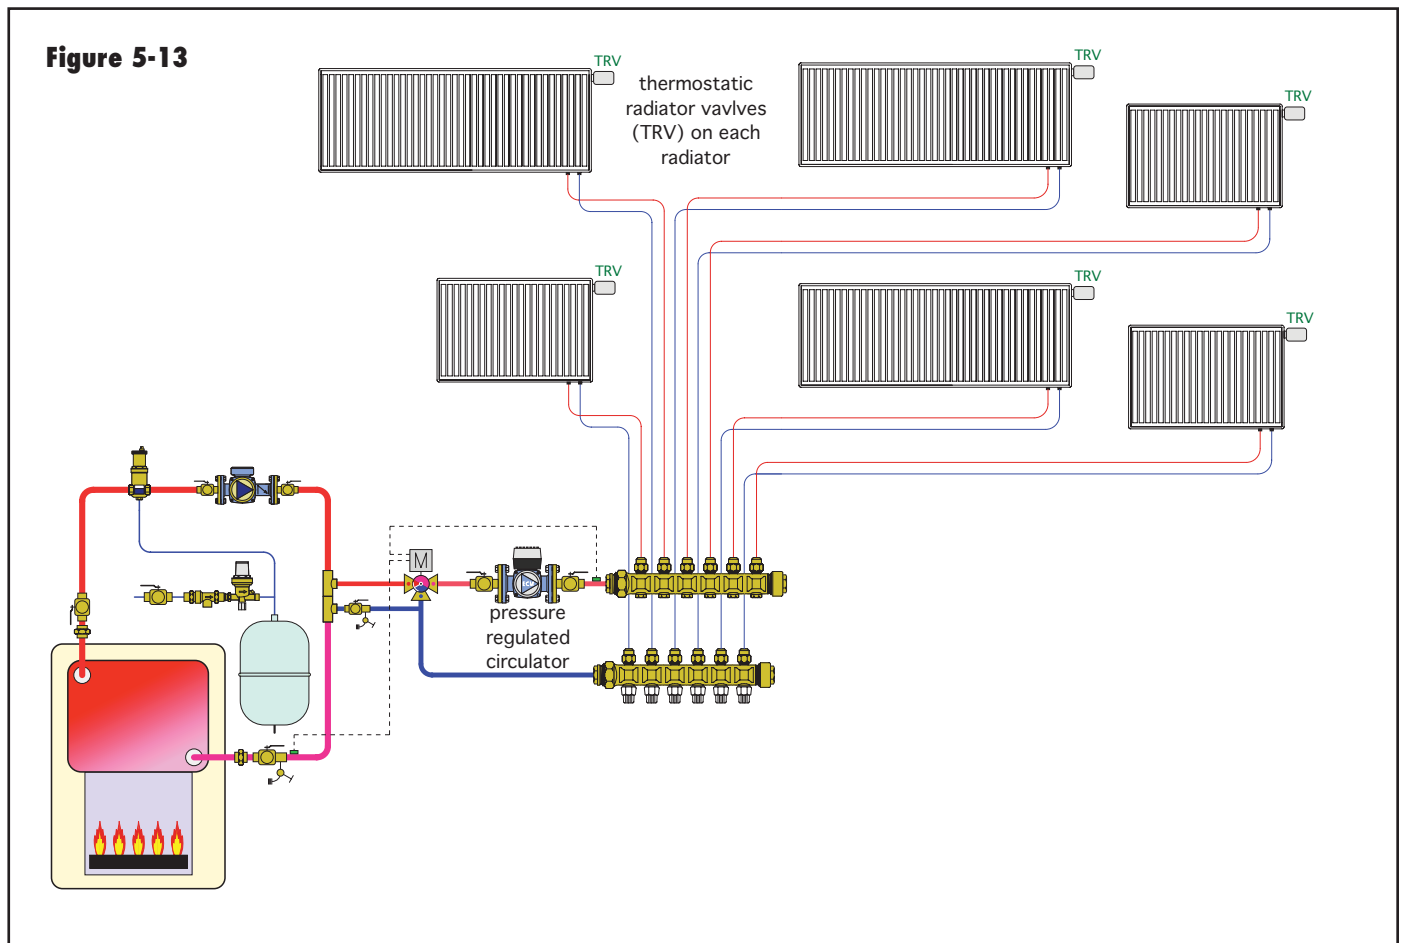 Figure 5-13
TRV
thermostatic
radiator vavlves
(TRV) on each
radiator
TRV
TRV
TRV
TRV
TRV
M
pressure
regulated
circulator